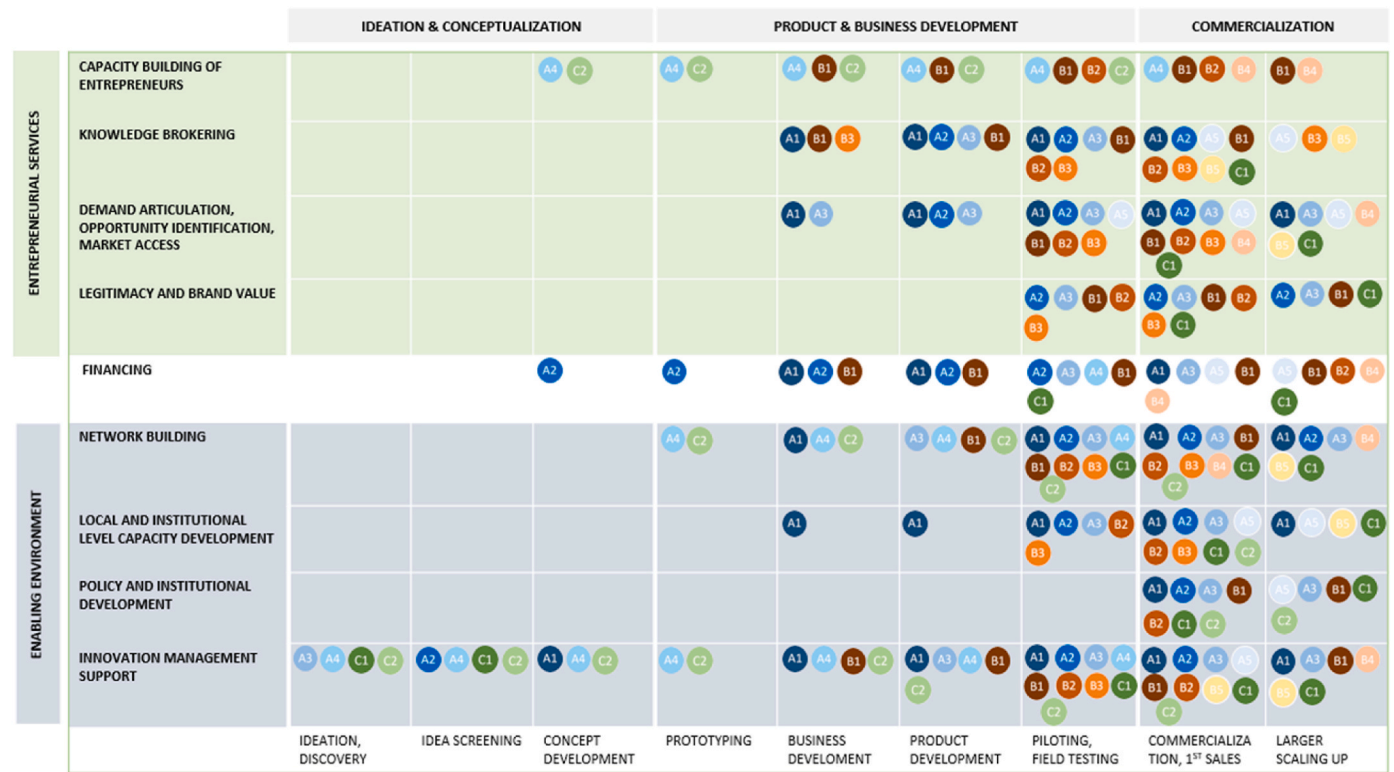 IDEATION & CONCEPTUALIZATION PRODUCT & BUSINESS DEVELOPMENT COMMERCIALIZATION
ENTREPRENEURIAL SERVICES
CAPACITY BUILDING OF
ENTREPRENEURS
A4 C2 A4 C2 A4 B1 C2 A4 B1 C2 A4 B1 B2 C2 A4 B1 B2 B4 B1 B4
KNOWLEDGE BROKERING
A1 B1 B3 A1 A2 A3 B1 A1 A2 A3 B1 A1 A2 A5 B1 A5 B3 B5
B2 B3 B2 B3 B5 C1
DEMAND ARTICULATION,
OPPORTUNITY IDENTIFICATION,
MARKET ACCESS
A1 A3 A1 A2 A3 A1 A2 A3 A5 A1 A2 A3 A5 A1 A3 A5 B4
B1 B2 B3 B1 B2 B3 B4 B5 C1
C1
LEGITIMACY AND BRAND VALUE
A2 A3 B1 B2 A2 A3 B1 B2 A2 A3 B1 C1
B3 B3 C1
FINANCING
A2 A2 A1 A2 B1 A1 A2 B1 A2 A3 A4 B1 A1 A3 A5 B1 A5 B1 B2 B4
C1 B4 C1
ENABLING ENVIRONMENT
NETWORK BUILDING
A4 C2 A1 A4 C2 A3 A4 B1 C2 A1 A2 A3 A4 A1 A2 A3 B1 A1 A2 A3 B4
B1 B2 B3 C1 B2 B3 B4 C1 B5 C1
C2 C2
LOCAL AND INSTITUTIONAL
LEVEL CAPACITY DEVELOPMENT
A1 A1 A1 A2 A3 B2 A1 A2 A3 A5 A1 A5 B5 C1
B3 B2 B3 C1 C2
POLICY AND INSTITUTIONAL
DEVELOPMENT
A1 A2 A3 B1 A5 A3 B1 C1
B2 C1 C2 C2
INNOVATION MANAGEMENT
SUPPORT
A3 A4 C1 C2 A2 A4 C1 C2 A1 A4 C2 A4 C2 A1 A4 B1 C2 A1 A3 A4 B1 A1 A2 A3 A4 A1 A2 A3 A5 A1 A3 B1 B4
C2 B1 B2 B3 C1 B1 B2 B5 C1 B5 C1
C2 C2
IDEATION,
DISCOVERY
IDEA SCREENING
CONCEPT
DEVELOPMENT
PROTOTYPING
BUSINESS
DEVELOMENT
PRODUCT
DEVELOPMENT
PILOTING,
FIELD TESTING
COMMERCIALIZA
TION, 1ST SALES
LARGER
SCALING UP